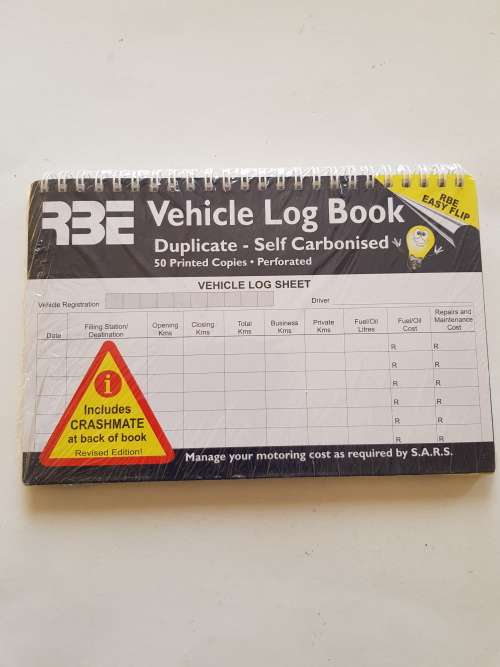 RBE
Vehicle Log Book
RBE
EASY FLIP
Duplicate - Self Carbonised
50 Printed Copies • Perforated
VEHICLE LOG SHEET
Vehicle Registration
Driver
Date
Filling Station/
Destination
Opening
Kms
Closing
Kms
Total
Kms
Business
Kms
Private
Kms
Fuel/Oil
Litres
Fuel/Oil
Cost
Repairs and
Maintenance
Cost
R R
R R
R R
R R
R R
R R
i
Includes
CRASHMATE
at back of book
Revised Edition!
Manage your motoring cost as required by S.A.R.S.